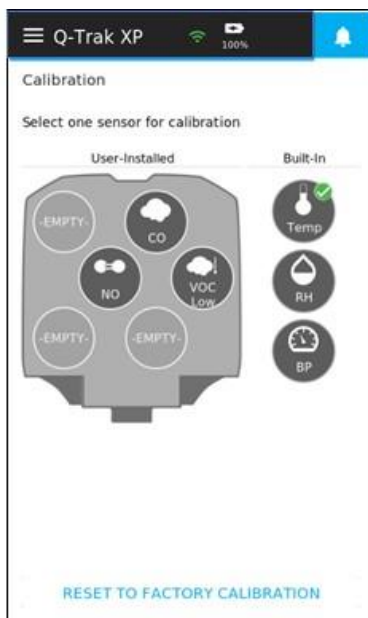 Q-Trak XP
100%
Calibration
Select one sensor for calibration
User-Installed
Built-In
-EMPTY-
CO
Temp
NO
VOC
Low
RH
-EMPTY-
-EMPTY-
BP
RESET TO FACTORY CALIBRATION